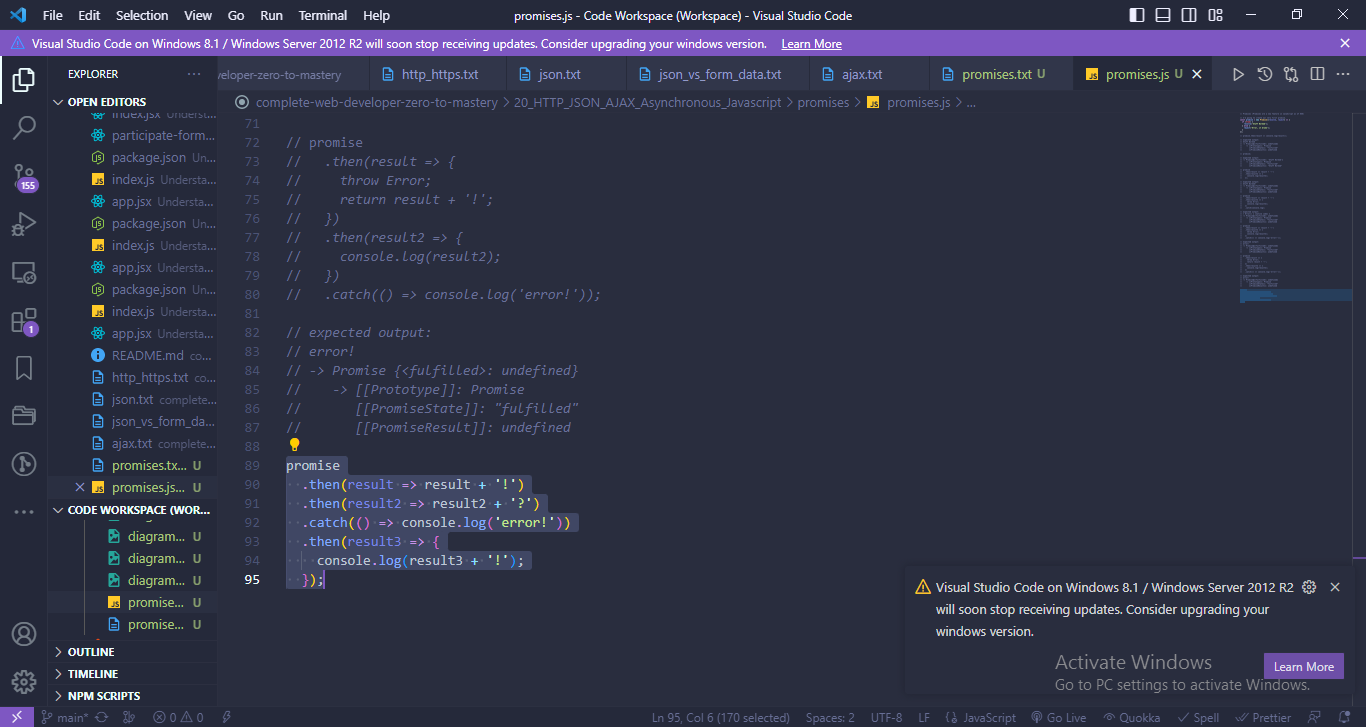 File Edit Selection View Go Run Terminal Help
promises.js - Code Workspace (Workspace) - Visual Studio Code
Visual Studio Code on Windows 8.1 / Windows Server 2012 R2 will soon stop receiving updates. Consider upgrading your windows version. Learn More
EXPLORER
veloper-zero-to-mastery http_https.txt json.txt json_vs_form_data.txt ajax.txt promises.txt U promises.js U
OPEN EDITORS
complete-web-developer-zero-to-mastery > 20_HTTP_JSON_AJAX_Asynchronous_Javascript > promises > promises.js > ...
index.jsx Understa...
participate-form...
package.json Un...
index.js Understa...
app.jsx Understa...
package.json Un...
index.js Understa...
app.jsx Understa...
package.json Un...
index.js Understa...
app.jsx Understa...
README.md co...
http_https.txt co...
json.txt complete...
json_vs_form_da...
ajax.txt complete...
promises.tx... U
promises.js... U
CODE WORKSPACE (WOR...
diagram... U
diagram... U
diagram... U
promise... U
promise... U
OUTLINE
TIMELINE
NPM SCRIPTS
155
1
71
72 // promise
73 //   .then(result => {
74 //     throw Error;
75 //     return result + '!';
76 //   })
77 //   .then(result2 => {
78 //     console.log(result2);
79 //   })
80 //   .catch(() => console.log('error!'));
81
82 // expected output:
83 // error!
84 // -> Promise {<fulfilled>: undefined}
85 //    -> [[Prototype]]: Promise
86 //       [[PromiseState]]: "fulfilled"
87 //       [[PromiseResult]]: undefined
88
89 promise
90   .then(result => result + '!')
91   .then(result2 => result2 + '?')
92   .catch(() => console.log('error!'))
93   .then(result3 => {
94     console.log(result3 + '!');
95   });
Visual Studio Code on Windows 8.1 / Windows Server 2012 R2
will soon stop receiving updates. Consider upgrading your
windows version.
Learn More
Activate Windows
Go to PC settings to activate Windows.
main* 0 0 Ln 95, Col 6 (170 selected) Spaces: 2 UTF-8 LF {} JavaScript Go Live Quokka Spell Prettier